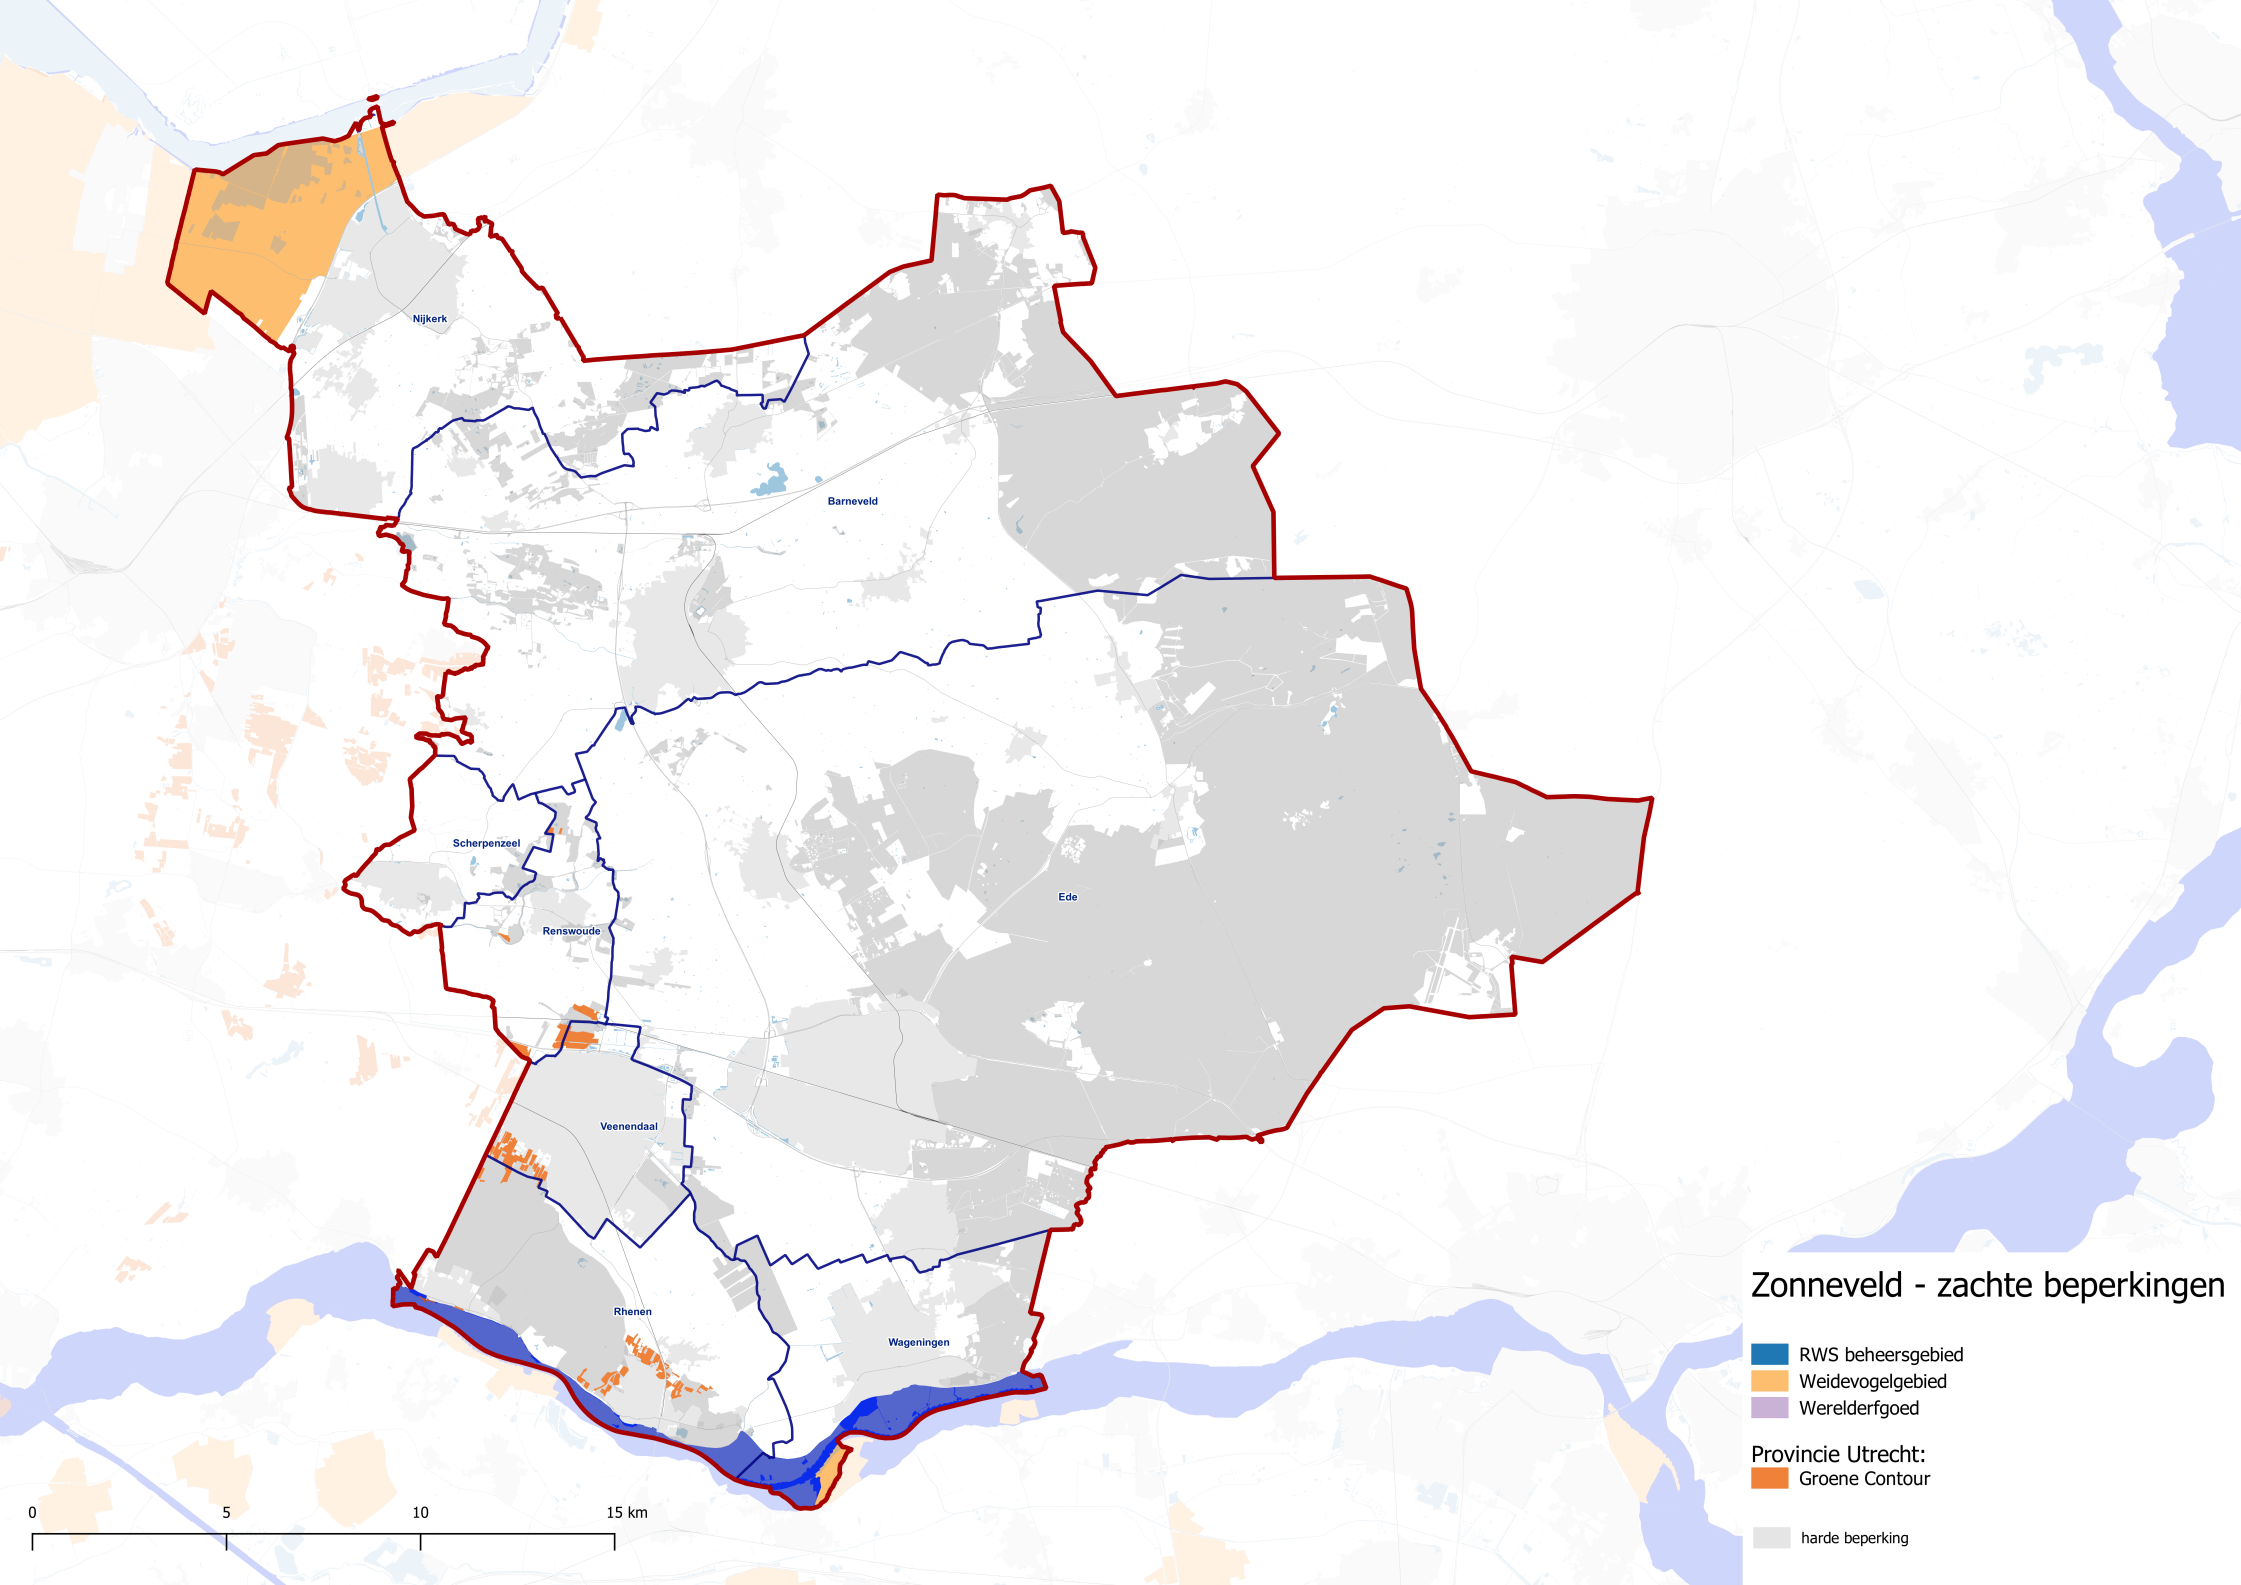 Nijkerk
Barneveld
Scherpenzeel
Ede
Renswoude
Veenendaal
Rhenen
Wageningen
Zonneveld - zachte beperkingen
RWS beheersgebied
Weidevogelgebied
Werelderfgoed
Provincie Utrecht:
Groene Contour
harde beperking
0 5 10 15 km